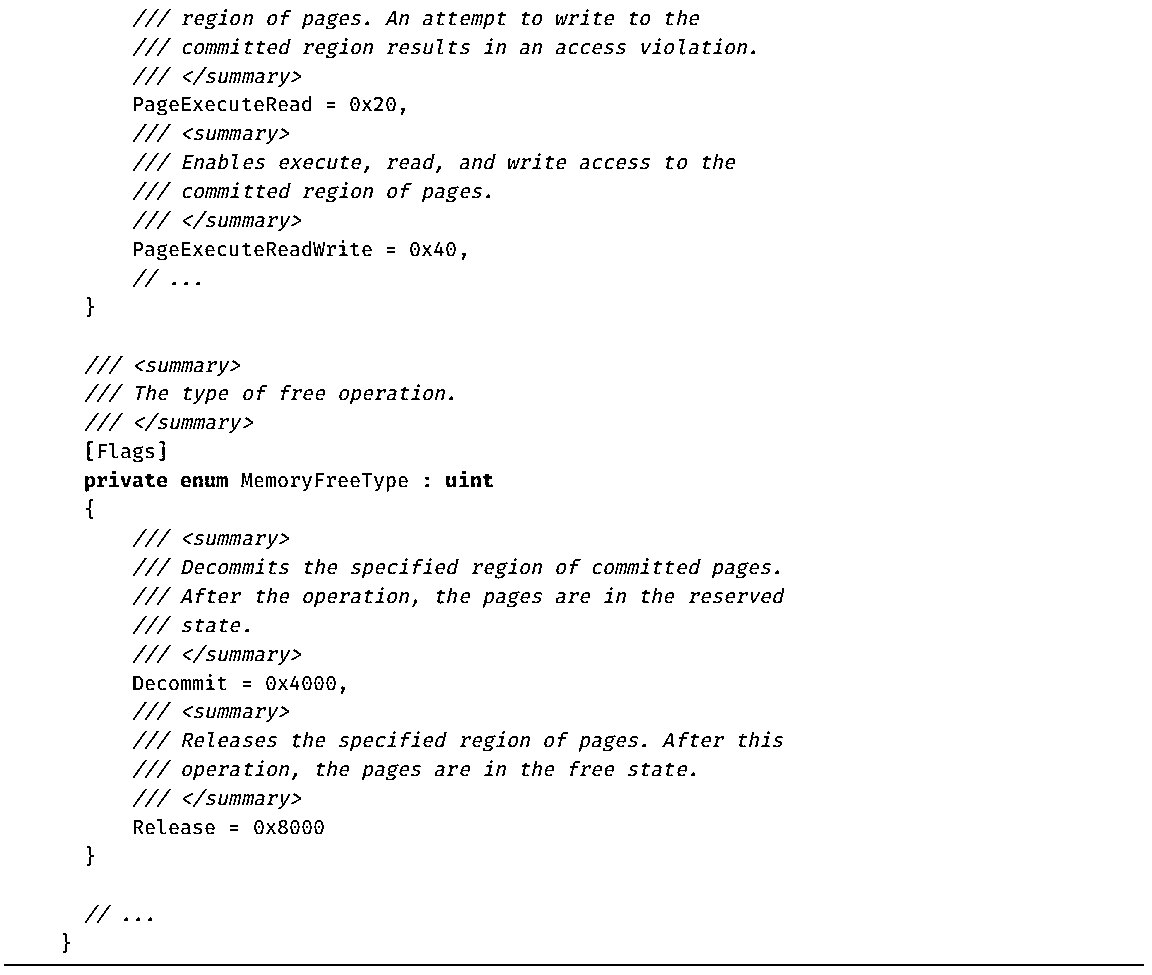 /// region of pages. An attempt to write to the
/// committed region results in an access violation.
/// </summary>
PageExecuteRead = 0x20,
/// <summary>
/// Enables execute, read, and write access to the
/// committed region of pages.
/// </summary>
PageExecuteReadWrite = 0x40,
// ...
}
/// <summary>
/// The type of free operation.
/// </summary>
[Flags]
private enum MemoryFreeType : uint
{
/// <summary>
/// Decommits the specified region of committed pages.
/// After the operation, the pages are in the reserved
/// state.
/// </summary>
Decommit = 0x4000,
/// <summary>
/// Releases the specified region of pages. After this
/// operation, the pages are in the free state.
/// </summary>
Release = 0x8000
}
// ...
}